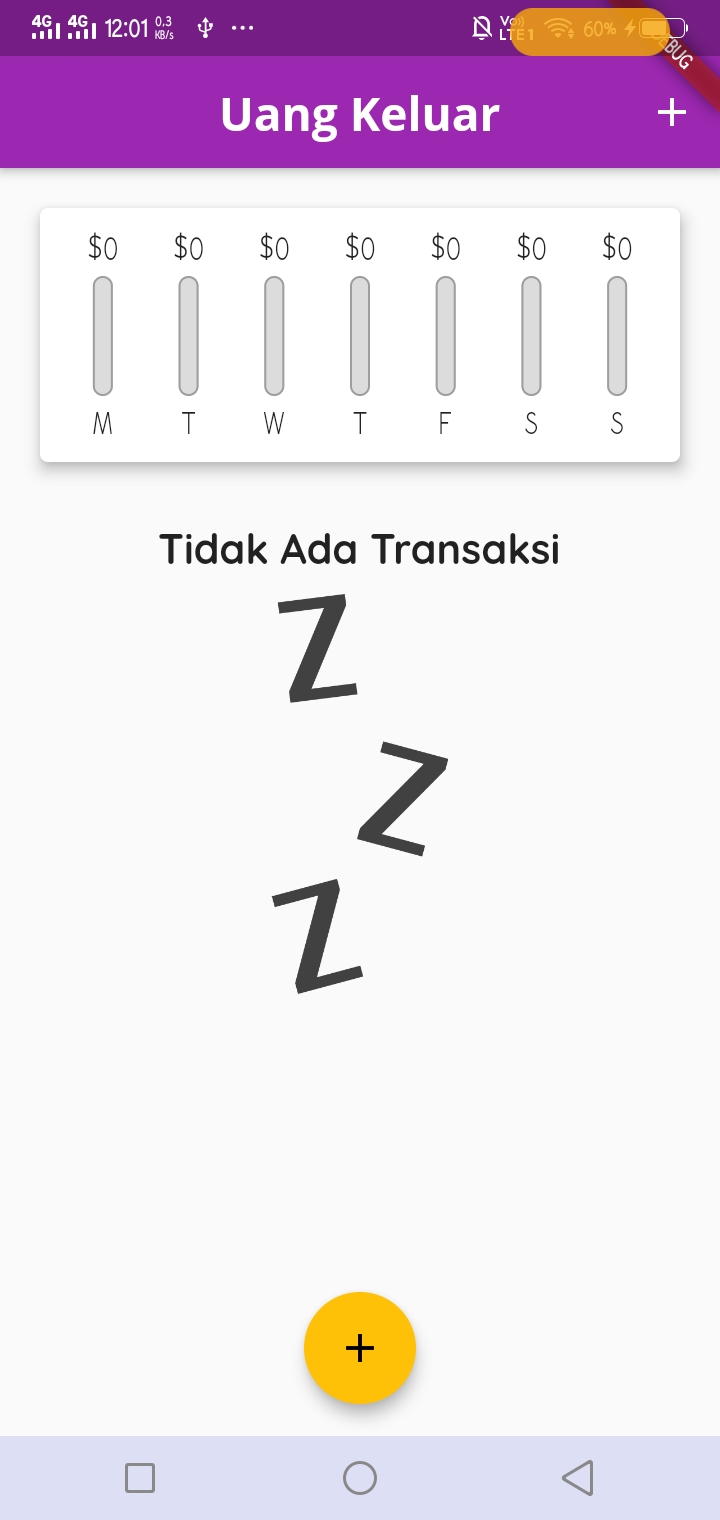 4G 4G 12:01 0.3 KB/s ... Vo)) LTE1 60%
DEBUG
Uang Keluar +
$0 $0 $0 $0 $0 $0 $0
M T W T F S S
Tidak Ada Transaksi
Z
Z
Z
+